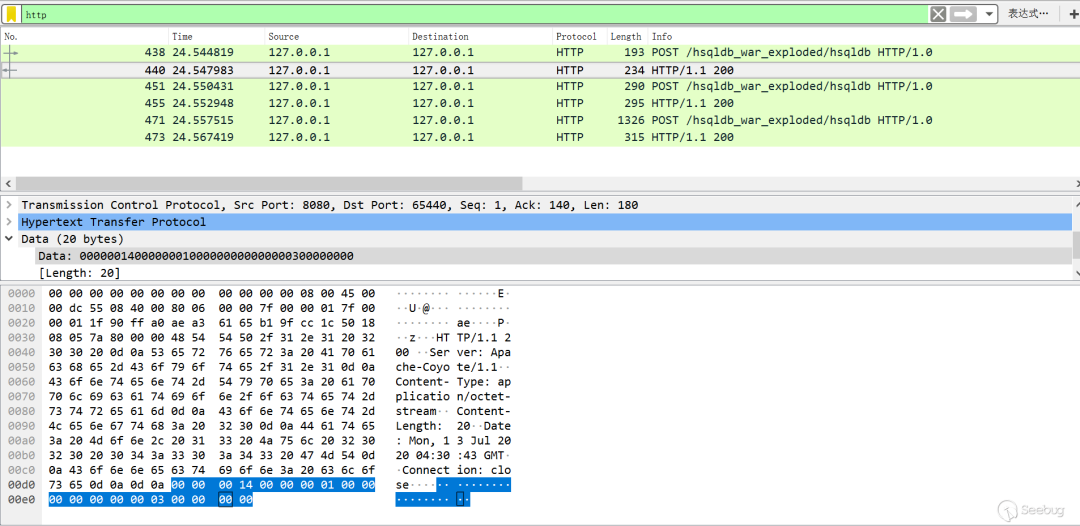 http 表达式…
No. Time Source Destination Protocol Length Info
438 24.544819 127.0.0.1 127.0.0.1 HTTP 193 POST /hsqldb_war_exploded/hsqldb HTTP/1.0
440 24.547983 127.0.0.1 127.0.0.1 HTTP 234 HTTP/1.1 200
451 24.550431 127.0.0.1 127.0.0.1 HTTP 290 POST /hsqldb_war_exploded/hsqldb HTTP/1.0
455 24.552948 127.0.0.1 127.0.0.1 HTTP 295 HTTP/1.1 200
471 24.557515 127.0.0.1 127.0.0.1 HTTP 1326 POST /hsqldb_war_exploded/hsqldb HTTP/1.0
473 24.567419 127.0.0.1 127.0.0.1 HTTP 315 HTTP/1.1 200
Transmission Control Protocol, Src Port: 8080, Dst Port: 65440, Seq: 1, Ack: 140, Len: 180
Hypertext Transfer Protocol
Data (20 bytes)
Data: 0000001400000001000000000000000300000000
[Length: 20]
0000 00 00 00 00 00 00 00 00 00 00 00 00 08 00 45 00 ········ ······E·
0010 00 dc 55 08 40 00 80 06 00 00 7f 00 00 01 7f 00 ··U·@··· ········
0020 00 01 1f 90 ff a0 ae a3 61 65 b1 9f cc 1c 50 18 ········ ae····P·
0030 08 05 7a 80 00 00 48 54 54 50 2f 31 2e 31 20 32 ··z···HT TP/1.1 2
0040 30 30 20 0d 0a 53 65 72 76 65 72 3a 20 41 70 61 00 ··Ser ver: Apa
0050 63 68 65 2d 43 6f 79 6f 74 65 2f 31 2e 31 0d 0a che-Coyo te/1.1··
0060 43 6f 6e 74 65 6e 74 2d 54 79 70 65 3a 20 61 70 Content- Type: ap
0070 70 6c 69 63 61 74 69 6f 6e 2f 6f 63 74 65 74 2d plicatio n/octet-
0080 73 74 72 65 61 6d 0d 0a 43 6f 6e 74 65 6e 74 2d stream·· Content-
0090 4c 65 6e 67 74 68 3a 20 32 30 0d 0a 44 61 74 65 Length: 20··Date
00a0 3a 20 4d 6f 6e 2c 20 31 33 20 4a 75 6c 20 32 30 : Mon, 1 3 Jul 20
00b0 32 30 20 30 34 3a 33 30 3a 34 33 20 47 4d 54 0d 20 04:30 :43 GMT·
00c0 0a 43 6f 6e 6e 65 63 74 69 6f 6e 3a 20 63 6c 6f ·Connect ion: clo
00d0 73 65 0d 0a 0d 0a 00 00 00 14 00 00 00 01 00 00 se······ ········
00e0 00 00 00 00 00 03 00 00 00 00 ········ ··
Seebug